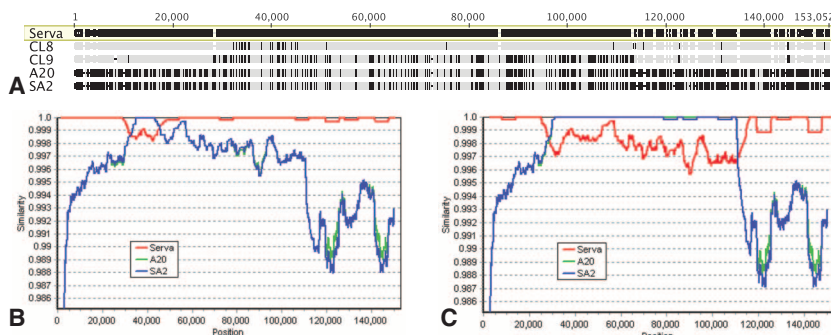 1 20,000 40,000 60,000 80,000 100,000 120,000 140,000 153,052
Serva
CL8
CL9
A20
SA2
A
1.0
0.999
0.998
0.997
0.996
0.995
0.994
0.993
0.992
0.991
0.99
0.989
0.988
0.987
0.986
Similarity
Serva
A20
SA2
0 20,000 40,000 60,000 80,000 100,000 120,000 140,000
Position
B
1.0
0.999
0.998
0.997
0.996
0.995
0.994
0.993
0.992
0.991
0.99
0.989
0.988
0.987
0.986
0.985
Similarity
Serva
A20
SA2
0 20,000 40,000 60,000 80,000 100,000 120,000 140,000
Position
C